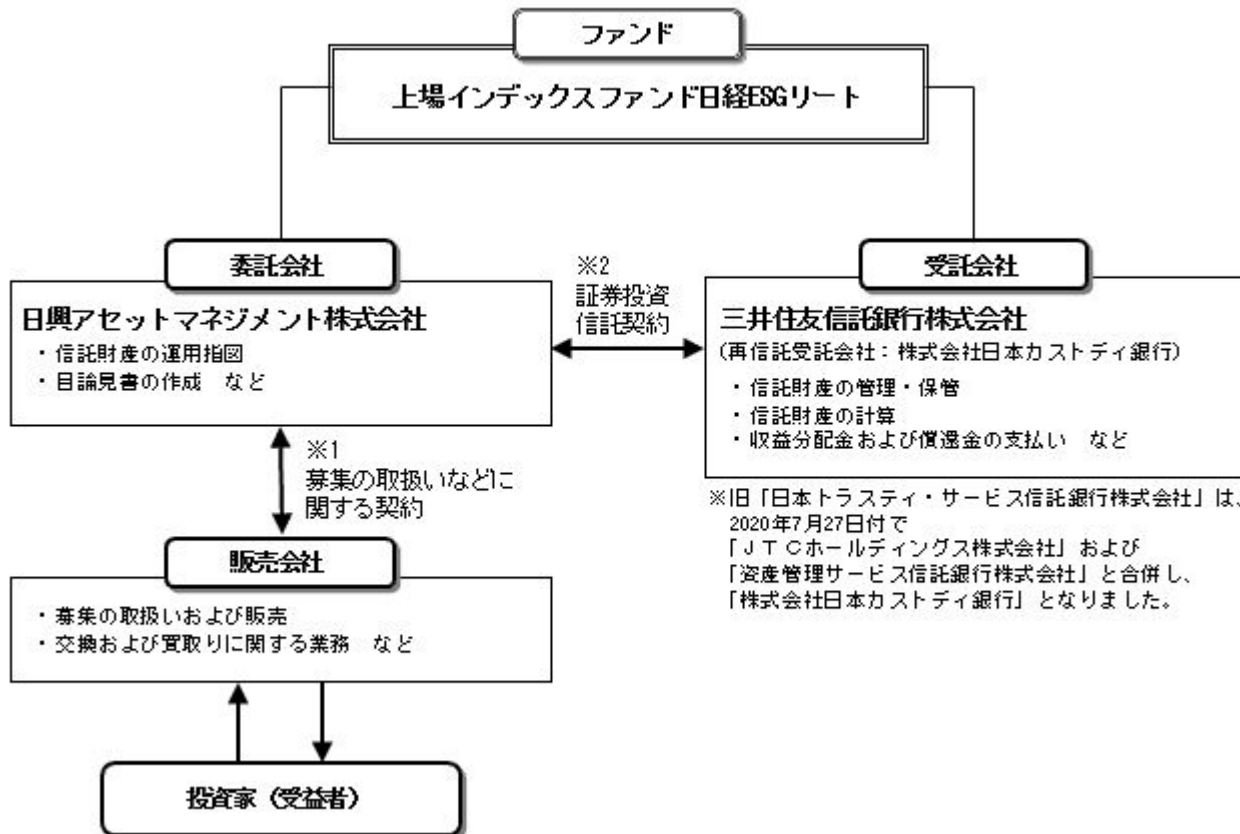 ファンド
上場インデックスファンド日経ESGリート
委託会社
日興アセットマネジメント株式会社
・信託財産の運用指図
・目論見書の作成　など
※2
証券投資
信託契約
受託会社
三井住友信託銀行株式会社
(再信託受託会社：株式会社日本カストディ銀行)
・信託財産の管理・保管
・信託財産の計算
・収益分配金および償還金の支払い　など
※1
募集の取扱いなどに
関する契約
※旧「日本トラスティ・サービス信託銀行株式会社」は、
2020年7月27日付で
「ＪＴＣホールディングス株式会社」および
「資産管理サービス信託銀行株式会社」と合併し、
「株式会社日本カストディ銀行」となりました。
販売会社
・募集の取扱いおよび販売
・交換および買取りに関する業務　など
投資家（受益者）